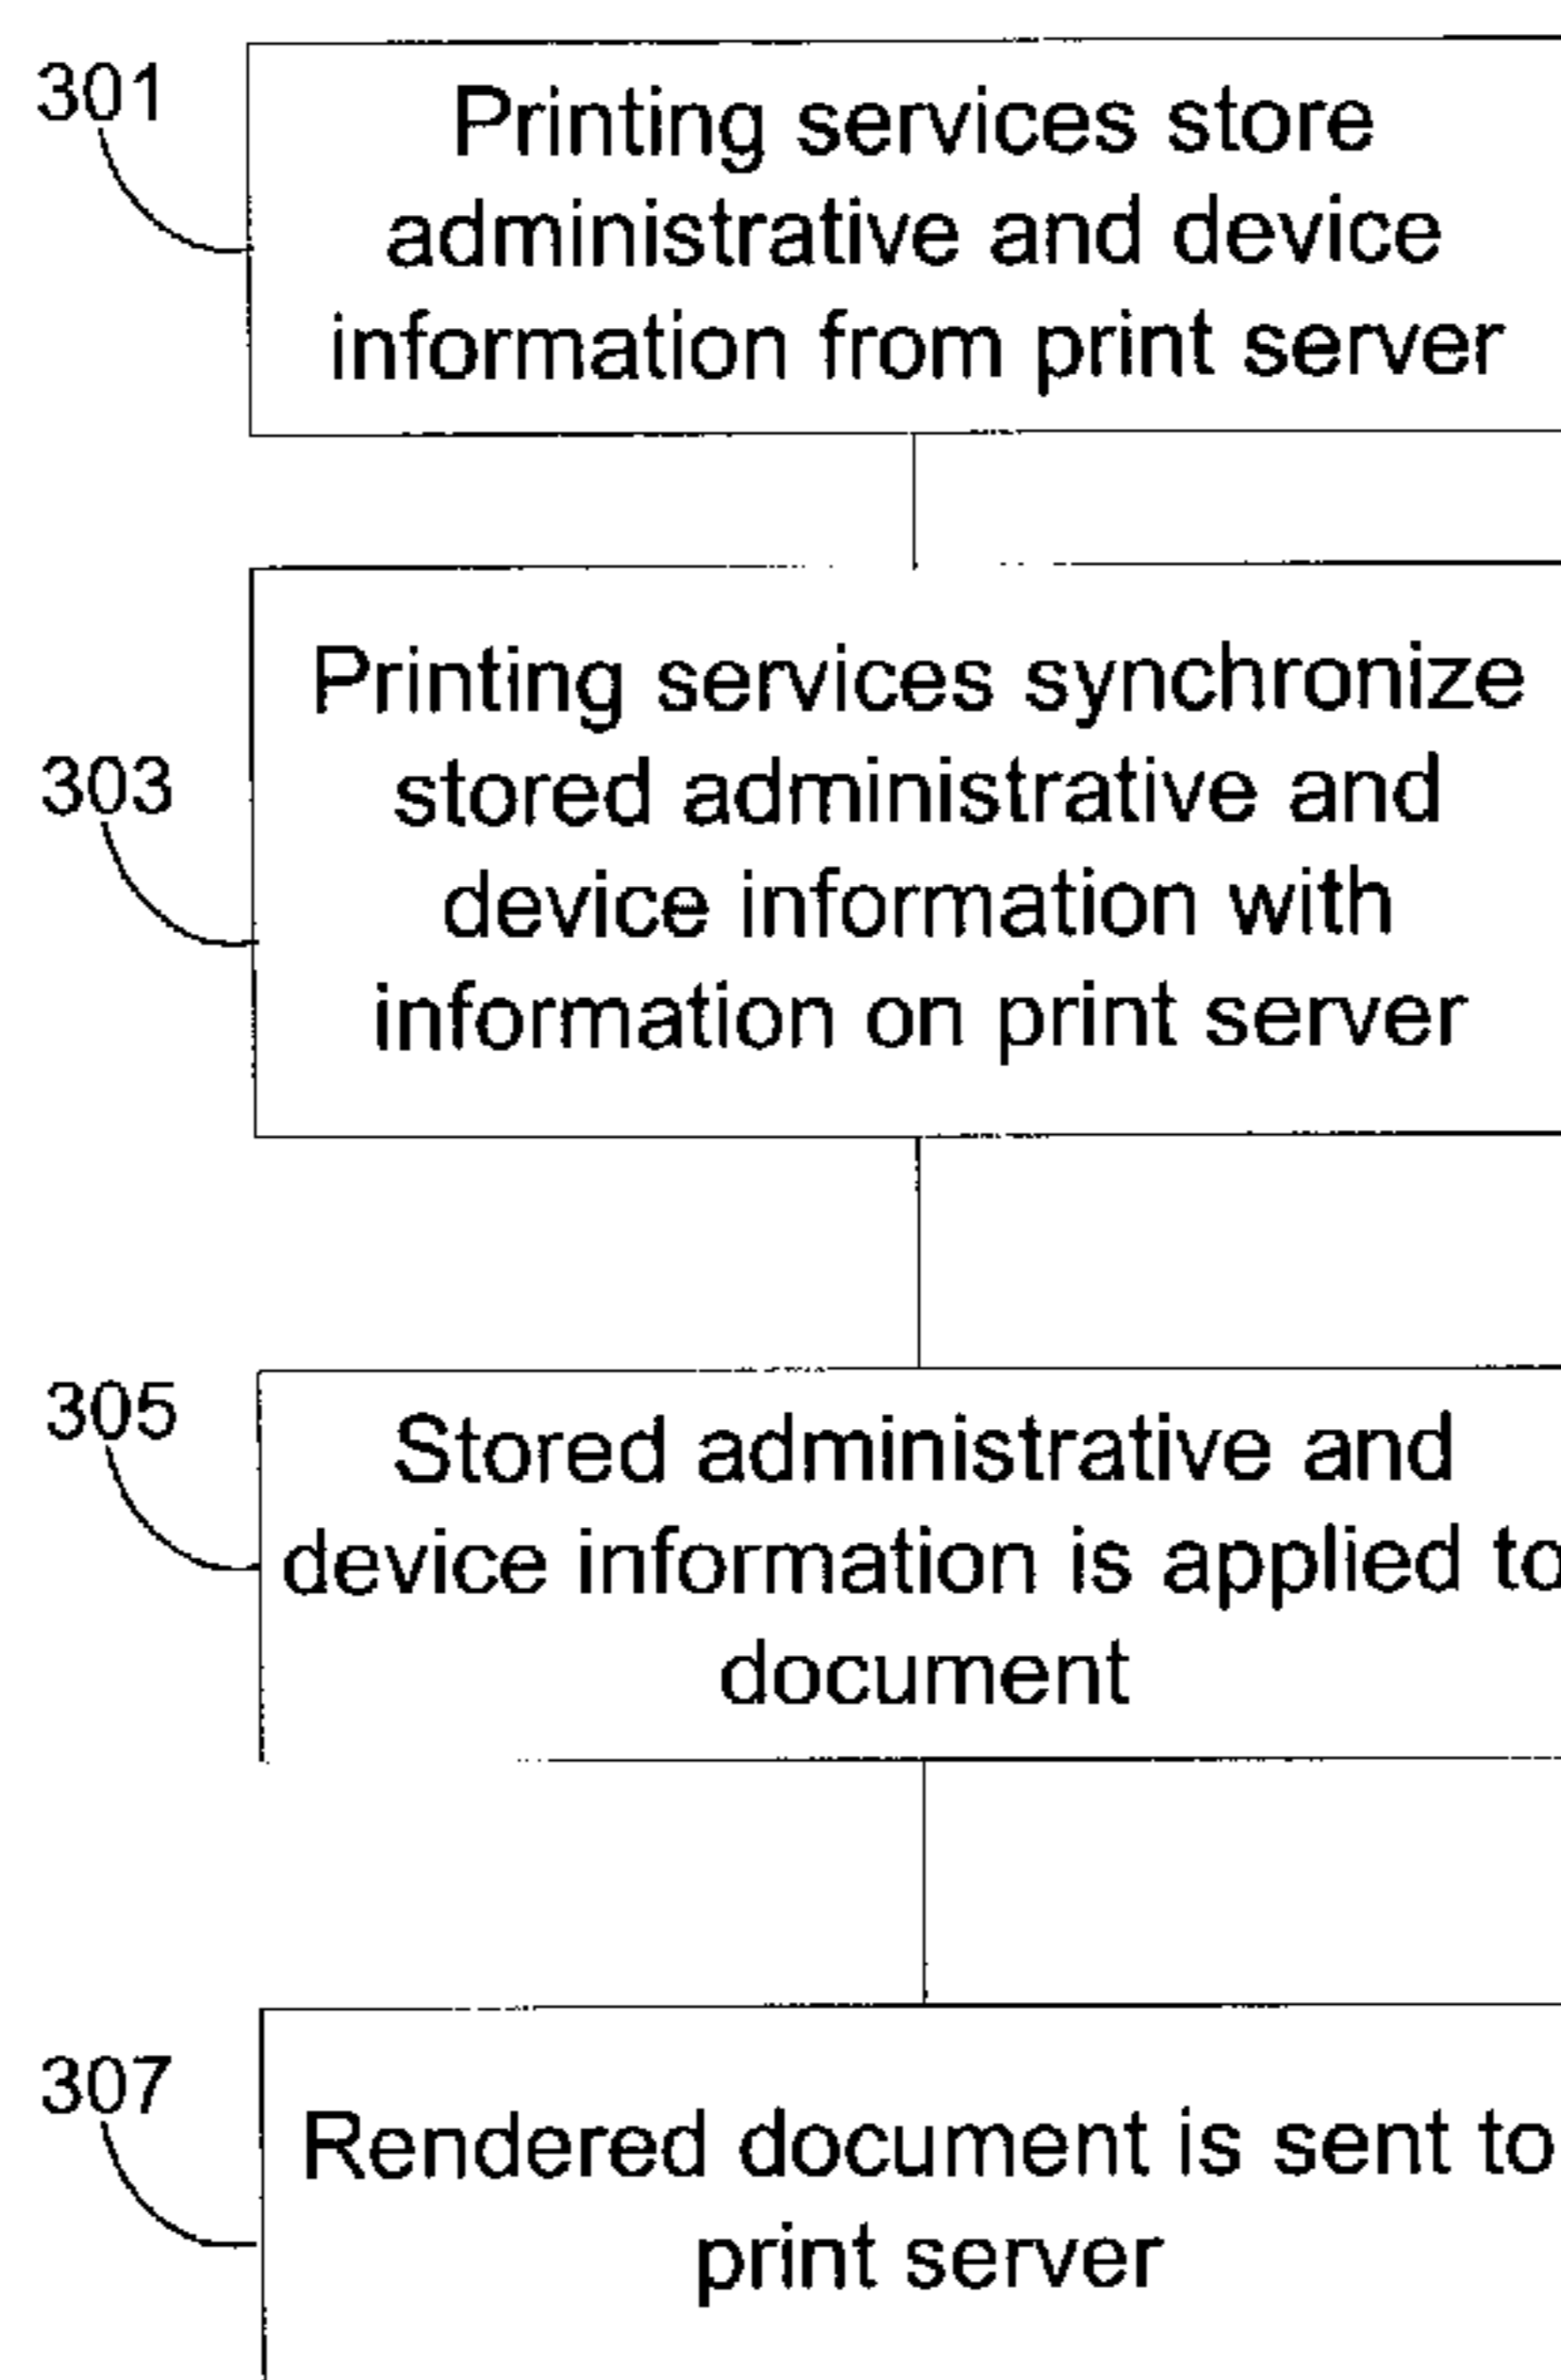 301
Printing services store
administrative and device
information from print server
303
Printing services synchronize
stored administrative and
device information with
information on print server
305
Stored administrative and
device information is applied to
document
307
Rendered document is sent to
print server